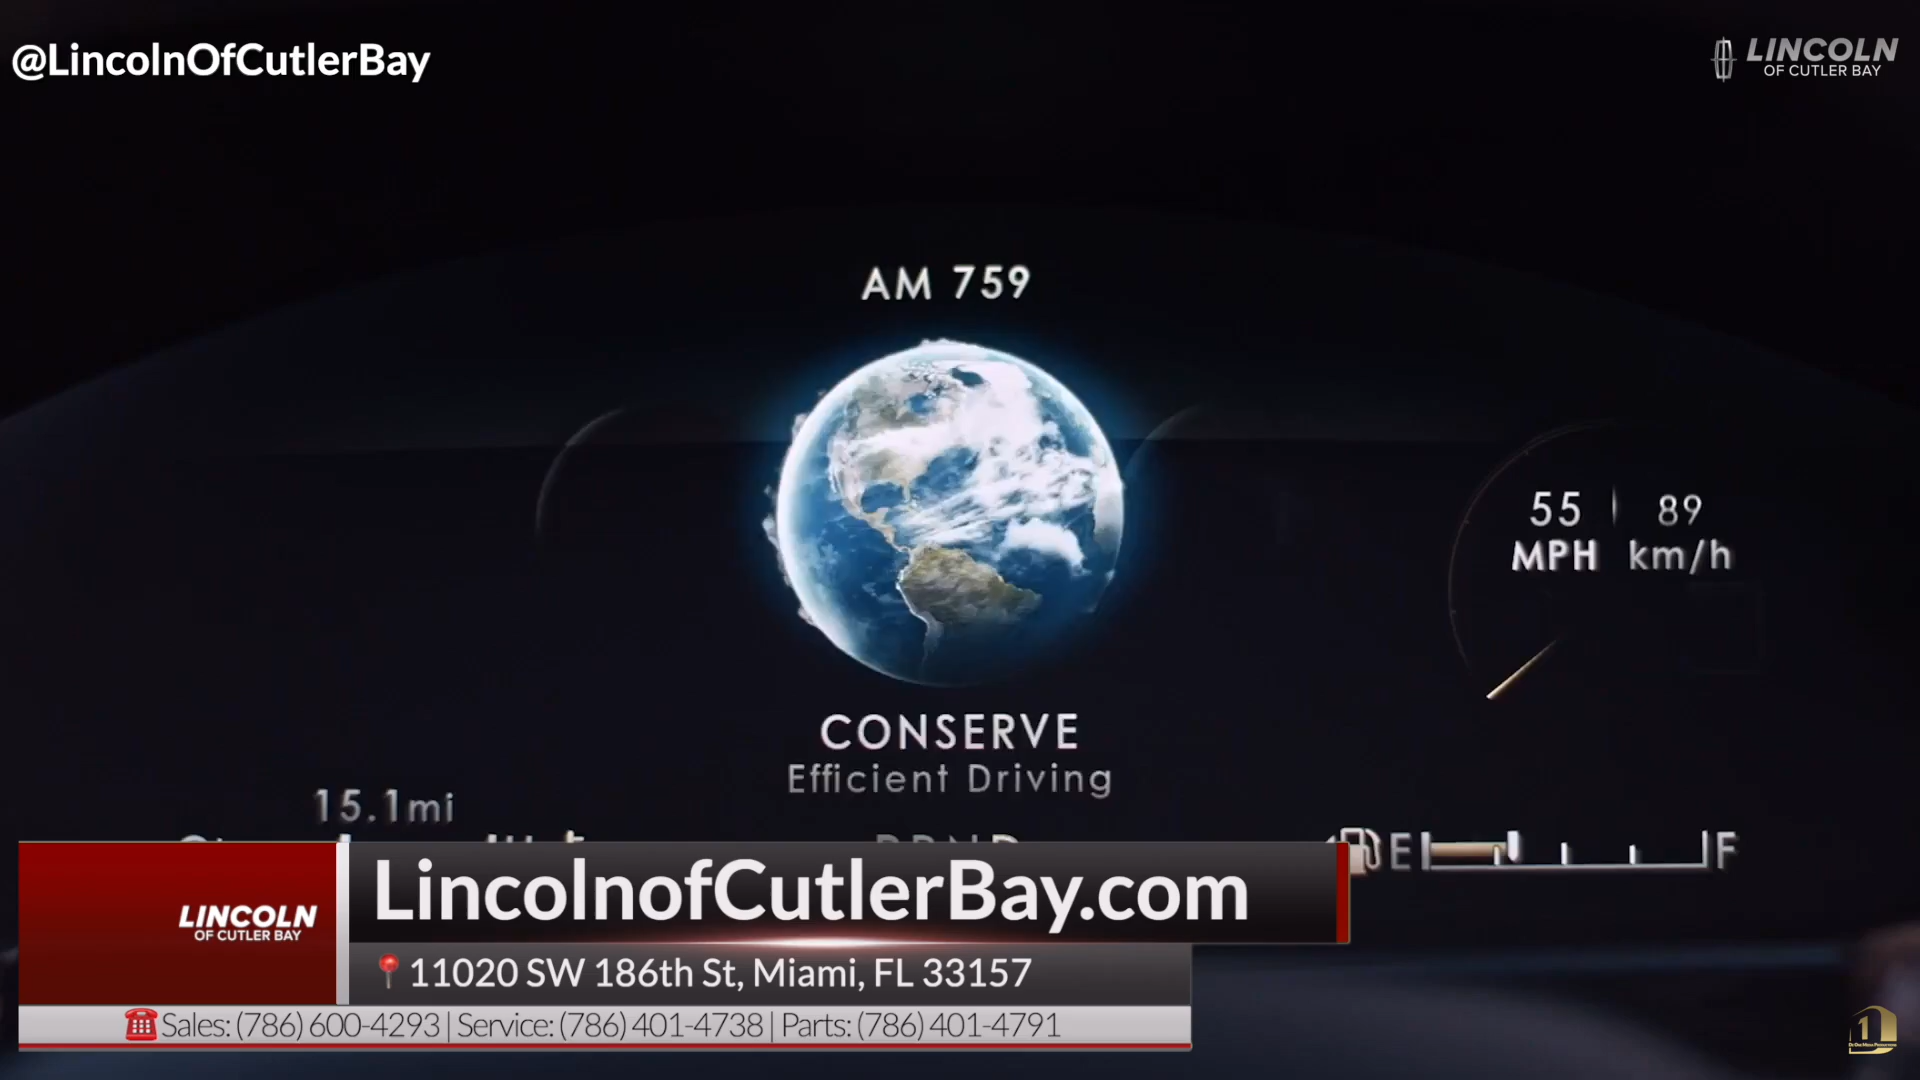 @LincolnOfCutlerBay
LINCOLN
OF CUTLER BAY
AM 759
55 89
MPH km/h
CONSERVE
Efficient Driving
15.1mi
E F
LincolnofCutlerBay.com
LINCOLN
OF CUTLER BAY
11020 SW 186th St, Miami, FL 33157
Sales: (786) 600-4293 | Service: (786) 401-4738 | Parts: (786) 401-4791
1